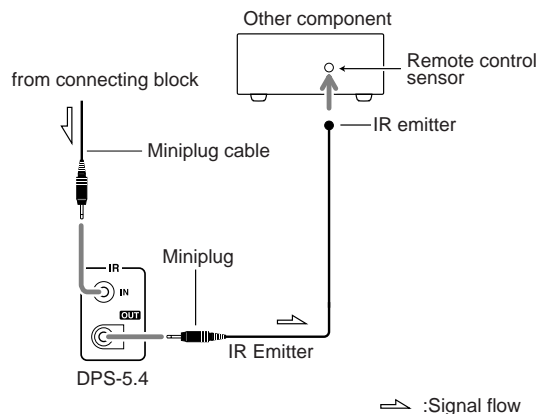 Other component
Remote control
sensor
from connecting block
IR emitter
Miniplug cable
Miniplug
IR
IN
OUT
IR Emitter
DPS-5.4
:Signal flow